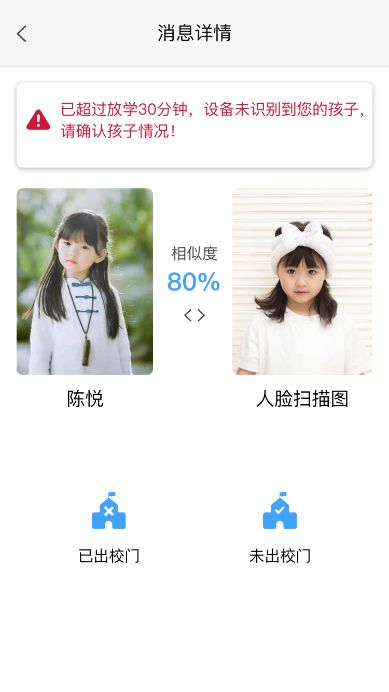 消息详情
已超过放学30分钟，设备未识别到您的孩子，
请确认孩子情况！
相似度
80%
陈悦
人脸扫描图
已出校门
未出校门